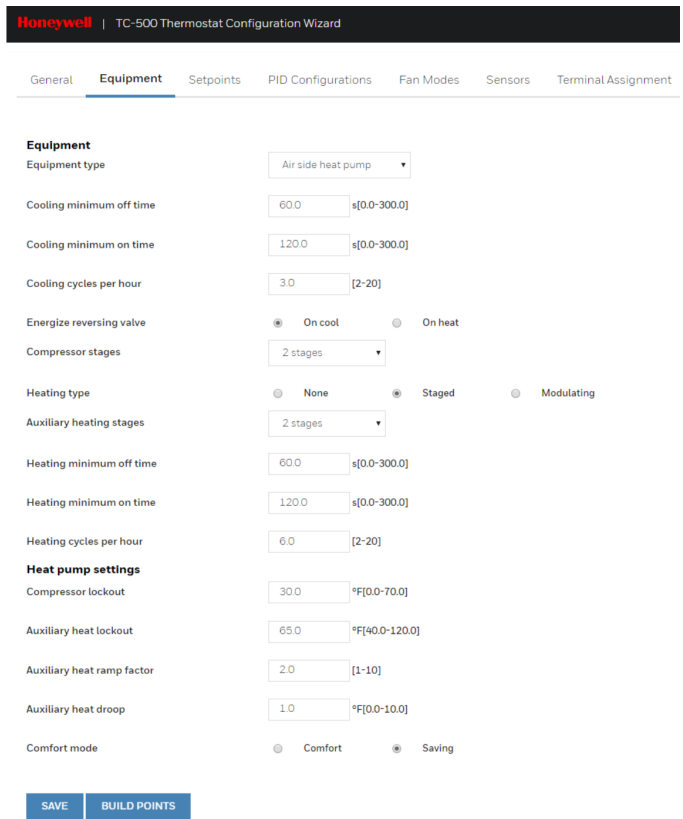 Honeywell | TC-500 Thermostat Configuration Wizard
General Equipment Setpoints PID Configurations Fan Modes Sensors Terminal Assignment
Equipment
Equipment type Air side heat pump
Cooling minimum off time 60.0 s[0.0-300.0]
Cooling minimum on time 120.0 s[0.0-300.0]
Cooling cycles per hour 3.0 [2-20]
Energize reversing valve On cool On heat
Compressor stages 2 stages
Heating type None Staged Modulating
Auxiliary heating stages 2 stages
Heating minimum off time 60.0 s[0.0-300.0]
Heating minimum on time 120.0 s[0.0-300.0]
Heating cycles per hour 6.0 [2-20]
Heat pump settings
Compressor lockout 30.0 °F[0.0-70.0]
Auxiliary heat lockout 65.0 °F[40.0-120.0]
Auxiliary heat ramp factor 2.0 [1-10]
Auxiliary heat droop 1.0 °F[0.0-10.0]
Comfort mode Comfort Saving
SAVE BUILD POINTS